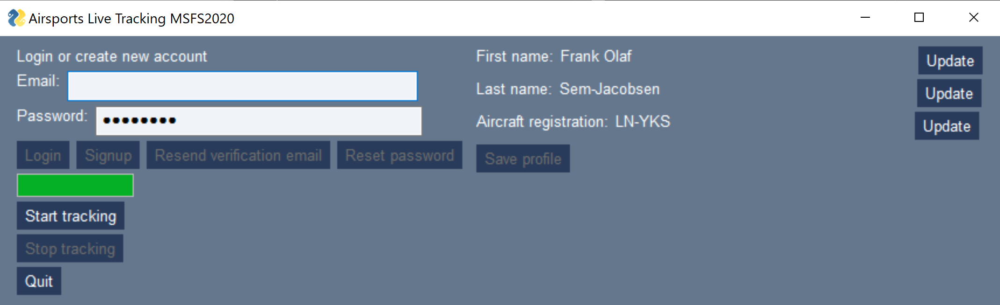 Airsports Live Tracking MSFS2020
Login or create new account
Email:
Password: ••••••••
Login Signup Resend verification email Reset password
Start tracking
Stop tracking
Quit
First name: Frank Olaf Update
Last name: Sem-Jacobsen Update
Aircraft registration: LN-YKS Update
Save profile